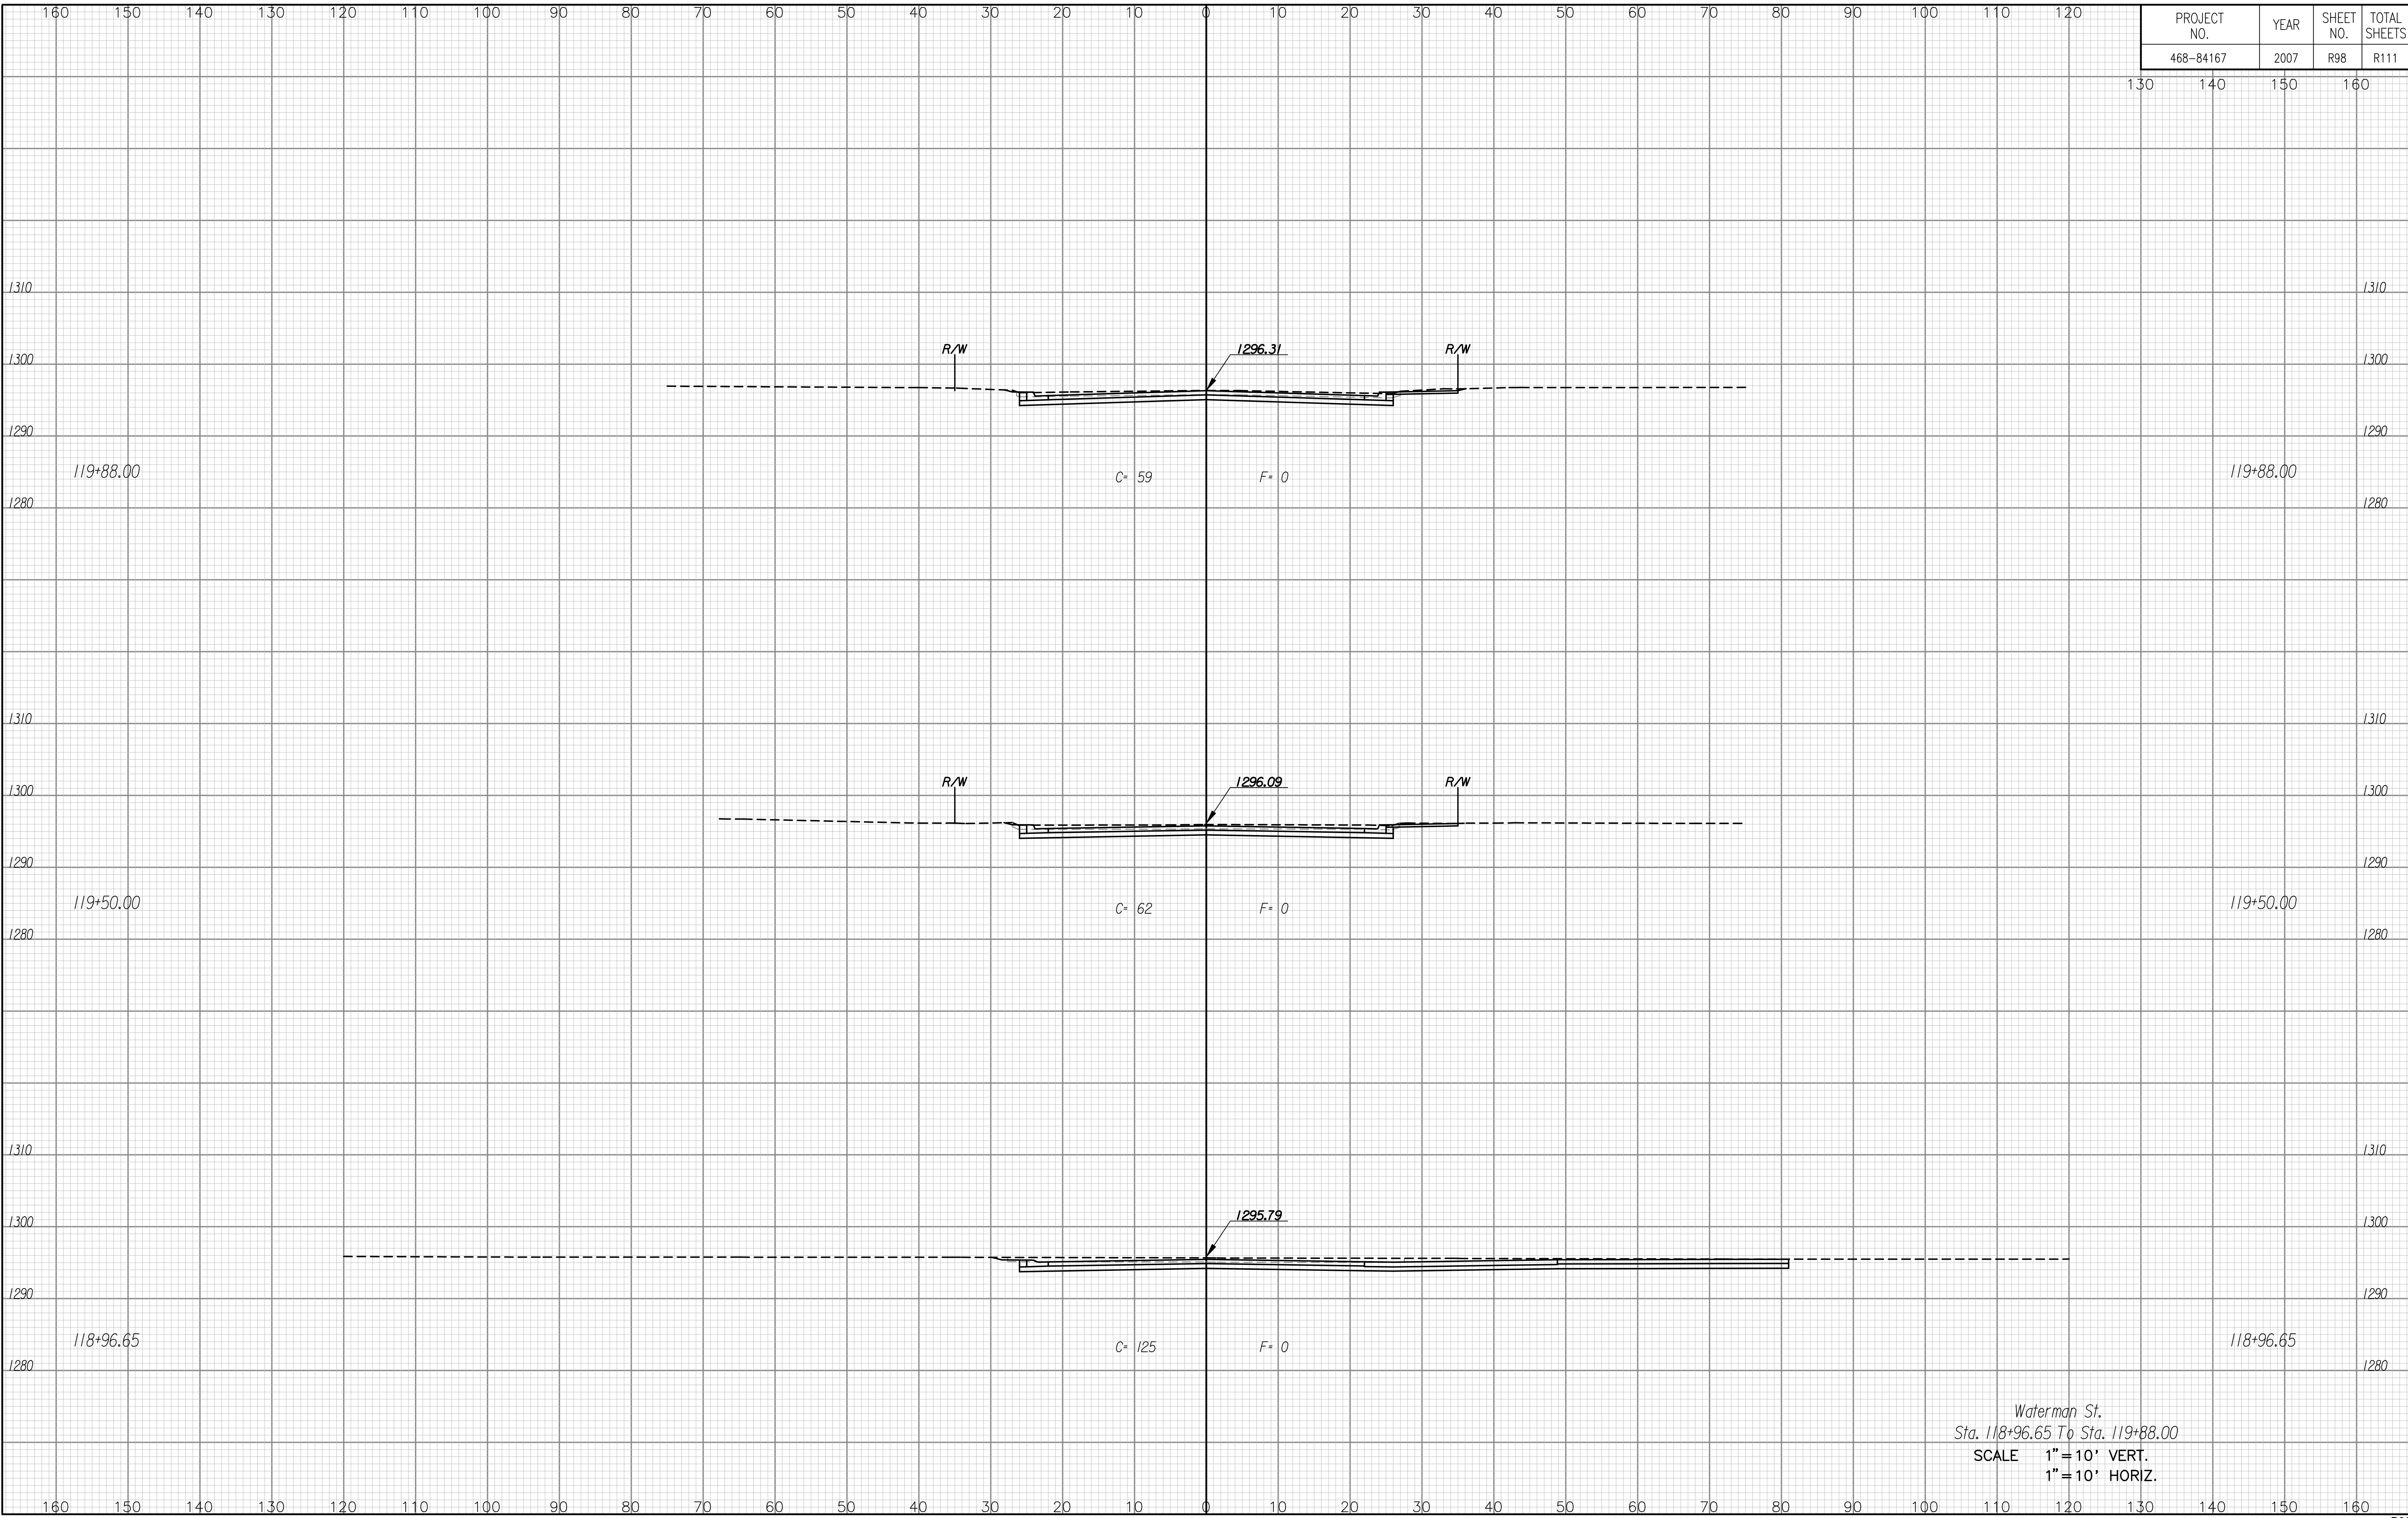 160 150 140 130 120 110 100 90 80 70 60 50 40 30 20 10 0 10 20 30 40 50 60 70 80 90 100 110 120
PROJECT NO. YEAR SHEET NO. TOTAL SHEETS
468-84167 2007 R98 R111
130 140 150 160
1310 1310
R/W 1296.31 R/W
1300 1300
1290 1290
119+88.00 C= 59 F= 0 119+88.00
1280 1280
1310 1310
R/W 1296.09 R/W
1300 1300
1290 1290
119+50.00 C= 62 F= 0 119+50.00
1280 1280
1310 1310
1295.79
1300 1300
1290 1290
118+96.65 C= 125 F= 0 118+96.65
1280 1280
Waterman St.
Sta. 118+96.65 To Sta. 119+88.00
SCALE 1"=10' VERT.
1"=10' HORIZ.
160 150 140 130 120 110 100 90 80 70 60 50 40 30 20 10 0 10 20 30 40 50 60 70 80 90 100 110 120 130 140 150 160